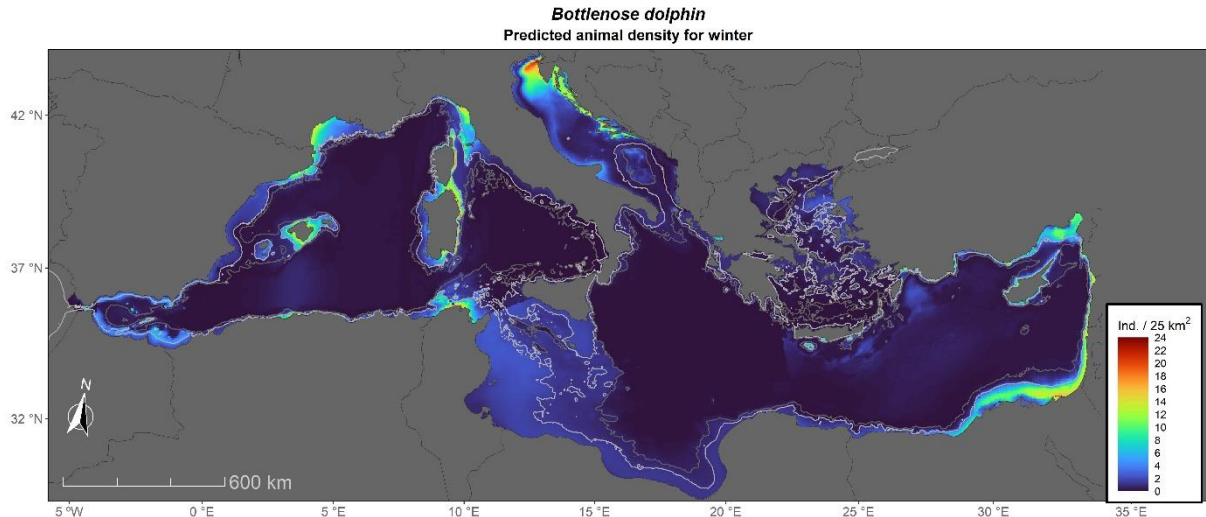 Bottlenose dolphin
Predicted animal density for winter
42 °N
37 °N
32 °N
N
600 km
Ind. / 25 km²
24
22
20
18
16
14
12
10
8
6
4
2
0
5 °W
0 °E
5 °E
10 °E
15 °E
20 °E
25 °E
30 °E
35 °E